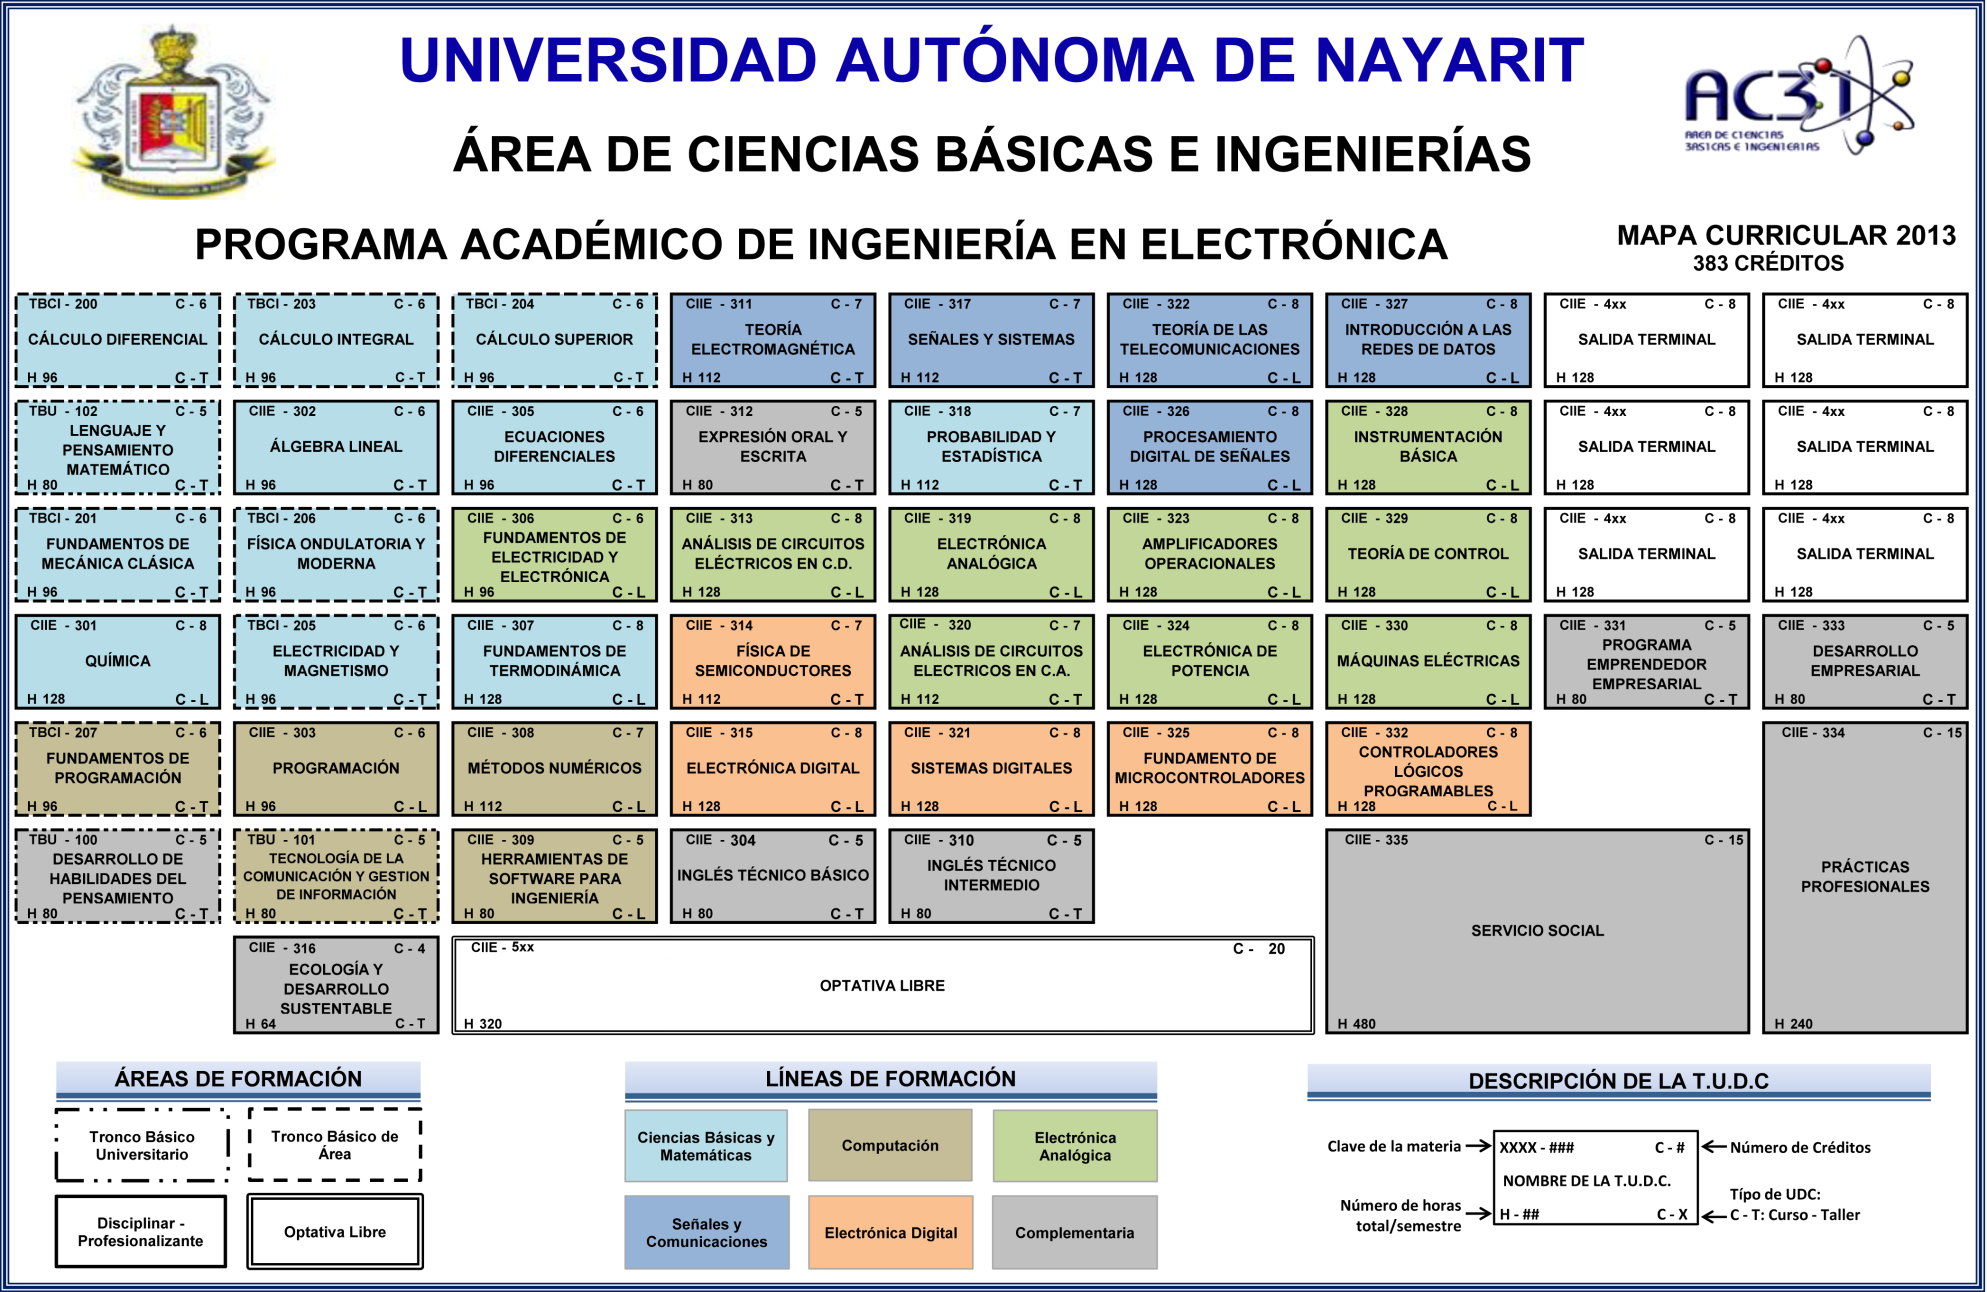 UNIVERSIDAD AUTÓNOMA DE NAYARIT
AC3I
AREA DE CIENCIAS
BASICAS E INGENIERIAS
ÁREA DE CIENCIAS BÁSICAS E INGENIERÍAS
PROGRAMA ACADÉMICO DE INGENIERÍA EN ELECTRÓNICA
MAPA CURRICULAR 2013
383 CRÉDITOS
TBCI - 200 C - 6
CÁLCULO DIFERENCIAL
H 96 C - T
TBCI - 203 C - 6
CÁLCULO INTEGRAL
H 96 C - T
TBCI - 204 C - 6
CÁLCULO SUPERIOR
H 96 C - T
CIIE - 311 C - 7
TEORÍA
ELECTROMAGNÉTICA
H 112 C - T
CIIE - 317 C - 7
SEÑALES Y SISTEMAS
H 112 C - T
CIIE - 322 C - 8
TEORÍA DE LAS
TELECOMUNICACIONES
H 128 C - L
CIIE - 327 C - 8
INTRODUCCIÓN A LAS
REDES DE DATOS
H 128 C - L
CIIE - 4xx C - 8
SALIDA TERMINAL
H 128
CIIE - 4xx C - 8
SALIDA TERMINAL
H 128
TBU - 102 C - 5
LENGUAJE Y
PENSAMIENTO
MATEMÁTICO
H 80 C - T
CIIE - 302 C - 6
ÁLGEBRA LINEAL
H 96 C - T
CIIE - 305 C - 6
ECUACIONES
DIFERENCIALES
H 96 C - T
CIIE - 312 C - 5
EXPRESIÓN ORAL Y
ESCRITA
H 80 C - T
CIIE - 318 C - 7
PROBABILIDAD Y
ESTADÍSTICA
H 112 C - T
CIIE - 326 C - 8
PROCESAMIENTO
DIGITAL DE SEÑALES
H 128 C - L
CIIE - 328 C - 8
INSTRUMENTACIÓN
BÁSICA
H 128 C - L
CIIE - 4xx C - 8
SALIDA TERMINAL
H 128
CIIE - 4xx C - 8
SALIDA TERMINAL
H 128
TBCI - 201 C - 6
FUNDAMENTOS DE
MECÁNICA CLÁSICA
H 96 C - T
TBCI - 206 C - 6
FÍSICA ONDULATORIA Y
MODERNA
H 96 C - T
CIIE - 306 C - 6
FUNDAMENTOS DE
ELECTRICIDAD Y
ELECTRÓNICA
H 96 C - L
CIIE - 313 C - 8
ANÁLISIS DE CIRCUITOS
ELÉCTRICOS EN C.D.
H 128 C - L
CIIE - 319 C - 8
ELECTRÓNICA
ANALÓGICA
H 128 C - L
CIIE - 323 C - 8
AMPLIFICADORES
OPERACIONALES
H 128 C - L
CIIE - 329 C - 8
TEORÍA DE CONTROL
H 128 C - L
CIIE - 4xx C - 8
SALIDA TERMINAL
H 128
CIIE - 4xx C - 8
SALIDA TERMINAL
H 128
CIIE - 301 C - 8
QUÍMICA
H 128 C - L
TBCI - 205 C - 6
ELECTRICIDAD Y
MAGNETISMO
H 96 C - T
CIIE - 307 C - 8
FUNDAMENTOS DE
TERMODINÁMICA
H 128 C - L
CIIE - 314 C - 7
FÍSICA DE
SEMICONDUCTORES
H 112 C - T
CIIE - 320 C - 7
ANÁLISIS DE CIRCUITOS
ELECTRICOS EN C.A.
H 112 C - T
CIIE - 324 C - 8
ELECTRÓNICA DE
POTENCIA
H 128 C - L
CIIE - 330 C - 8
MÁQUINAS ELÉCTRICAS
H 128 C - L
CIIE - 331 C - 5
PROGRAMA
EMPRENDEDOR
EMPRESARIAL
H 80 C - T
CIIE - 333 C - 5
DESARROLLO
EMPRESARIAL
H 80 C - T
TBCI - 207 C - 6
FUNDAMENTOS DE
PROGRAMACIÓN
H 96 C - T
CIIE - 303 C - 6
PROGRAMACIÓN
H 96 C - L
CIIE - 308 C - 7
MÉTODOS NUMÉRICOS
H 112 C - L
CIIE - 315 C - 8
ELECTRÓNICA DIGITAL
H 128 C - L
CIIE - 321 C - 8
SISTEMAS DIGITALES
H 128 C - L
CIIE - 325 C - 8
FUNDAMENTO DE
MICROCONTROLADORES
H 128 C - L
CIIE - 332 C - 8
CONTROLADORES
LÓGICOS
PROGRAMABLES
H 128 C - L
CIIE - 334 C - 15
PRÁCTICAS
PROFESIONALES
H 240
TBU - 100 C - 5
DESARROLLO DE
HABILIDADES DEL
PENSAMIENTO
H 80 C - T
TBU - 101 C - 5
TECNOLOGÍA DE LA
COMUNICACIÓN Y GESTION
DE INFORMACIÓN
H 80 C - T
CIIE - 309 C - 5
HERRAMIENTAS DE
SOFTWARE PARA
INGENIERÍA
H 80 C - L
CIIE - 304 C - 5
INGLÉS TÉCNICO BÁSICO
H 80 C - T
CIIE - 310 C - 5
INGLÉS TÉCNICO
INTERMEDIO
H 80 C - T
CIIE - 335 C - 15
SERVICIO SOCIAL
H 480
CIIE - 316 C - 4
ECOLOGÍA Y
DESARROLLO
SUSTENTABLE
H 64 C - T
CIIE - 5xx C - 20
OPTATIVA LIBRE
H 320
ÁREAS DE FORMACIÓN
Tronco Básico
Universitario
Tronco Básico de
Área
Disciplinar -
Profesionalizante
Optativa Libre
LÍNEAS DE FORMACIÓN
Ciencias Básicas y
Matemáticas
Computación
Electrónica
Analógica
Señales y
Comunicaciones
Electrónica Digital
Complementaria
DESCRIPCIÓN DE LA T.U.D.C
Clave de la materia
XXXX - ### C - #
Número de Créditos
NOMBRE DE LA T.U.D.C.
Número de horas
total/semestre
H - ## C - X
Típo de UDC:
C - T: Curso - Taller